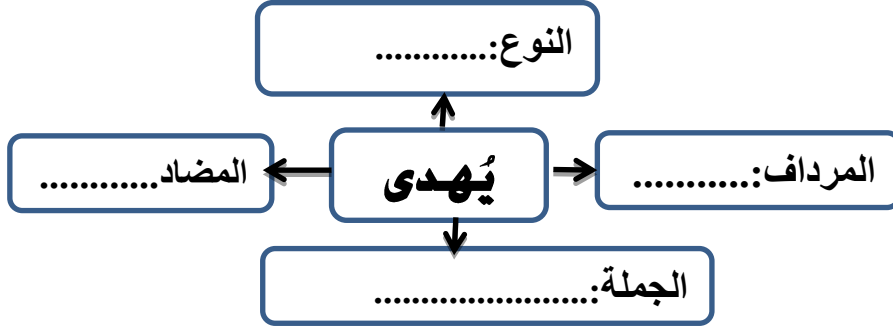 النوع:............
المرداف:...........
يُهدى
المضاد............
الجملة:.......................